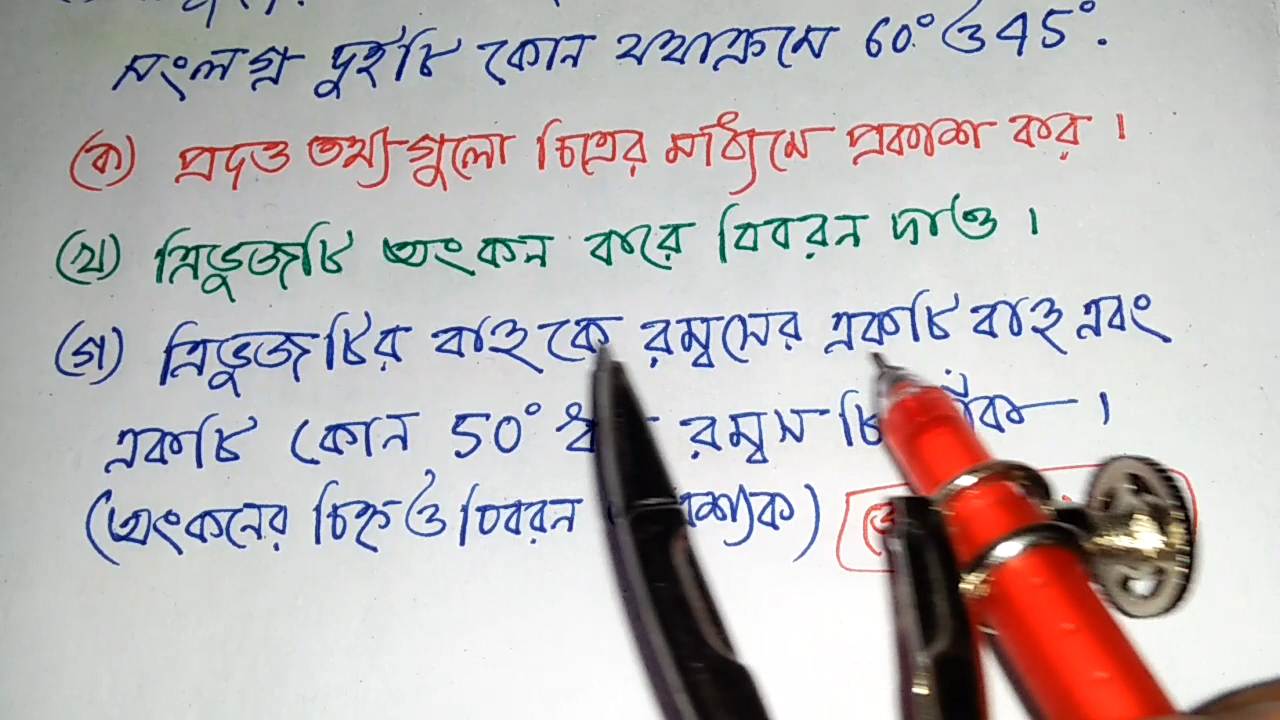 সংলগ্ন দুইটি কোন যথাক্রমে 60° ও 45°.
(ক) প্রদত্ত তথ্যগুলো চিত্রের মাধ্যমে প্রকাশ কর।
(খ) ত্রিভুজটি অংকন করে বিবরন দাও।
(গ) ত্রিভুজটির বাহুকে রম্বসের একটি বাহু এবং
একটি কোন 50° রম্বস টি ।
(অংকনের চিহ্ন ও বিবরন